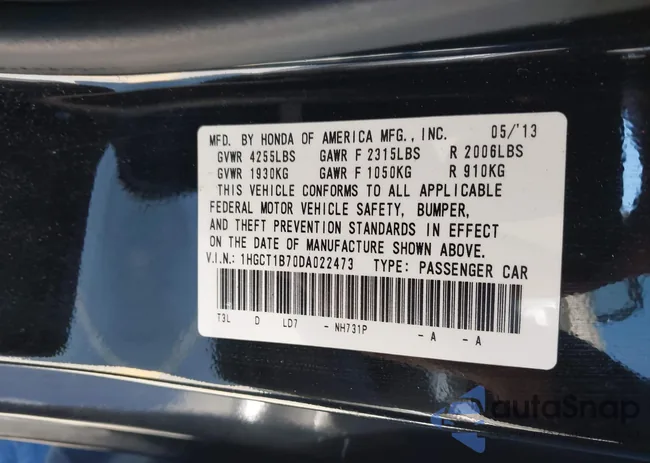 MFD. BY HONDA OF AMERICA MFG., INC. 05/'13
GVWR 4255LBS GAWR F 2315LBS R 2006LBS
GVWR 1930KG GAWR F 1050KG R 910KG
THIS VEHICLE CONFORMS TO ALL APPLICABLE
FEDERAL MOTOR VEHICLE SAFETY, BUMPER,
AND THEFT PREVENTION STANDARDS IN EFFECT
ON THE DATE OF MANUFACTURE SHOWN ABOVE.
V.I.N.: 1HGCT1B70DA022473 TYPE: PASSENGER CAR
T3L D LD7 - NH731P - A - A
autoSnap